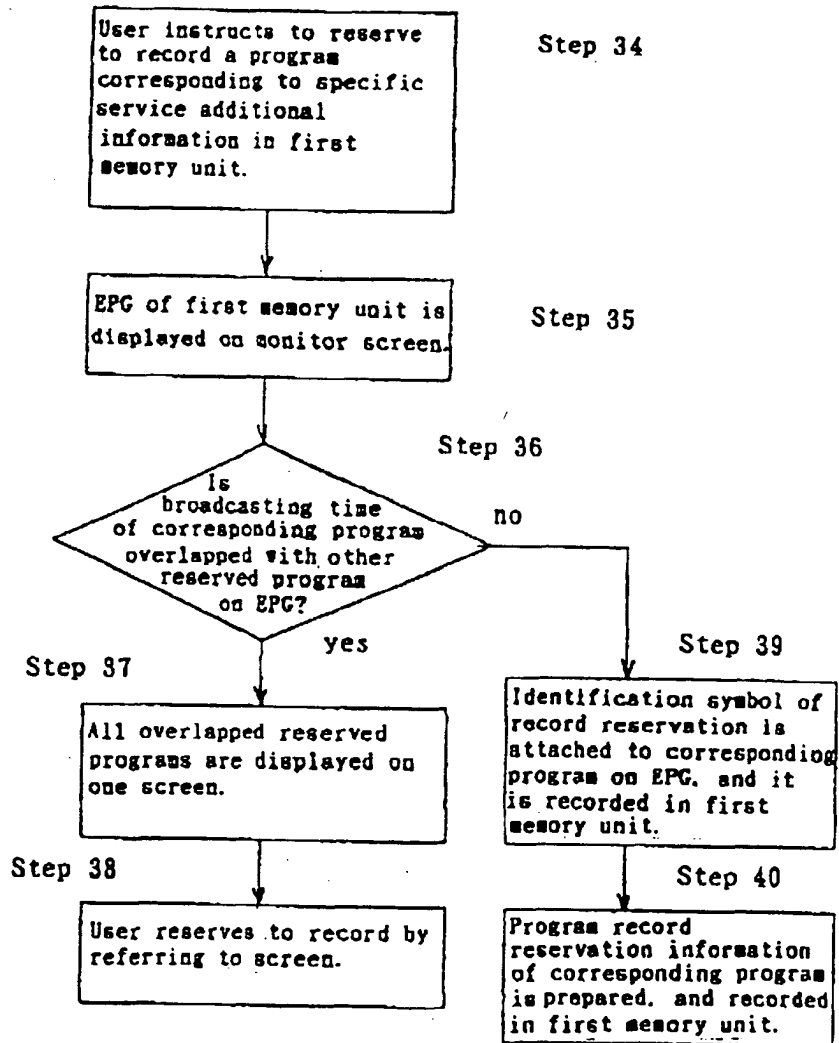 User instructs to reserve
to record a program
corresponding to specific
service additional
information in first
memory unit.
Step 34
EPG of first memory unit is
displayed on monitor screen.
Step 35
Step 36
Is
broadcasting time
of corresponding program
overlapped with other
reserved program
on EPG?
no
yes
Step 37
All overlapped reserved
programs are displayed on
one screen.
Step 38
User reserves to record by
referring to screen.
Step 39
Identification symbol of
record reservation is
attached to corresponding
program on EPG. and it
is recorded in first
memory unit.
Step 40
Program record
reservation information
of corresponding program
is prepared. and recorded
in first memory unit.